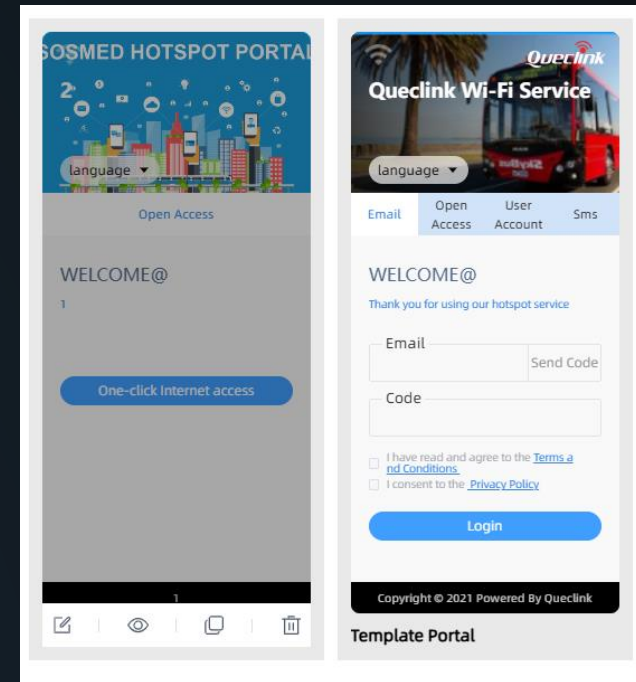 SOSMED HOTSPOT PORTAL
2
language
Open Access
WELCOME@
1
One-click Internet access
1
Queclink
Queclink Wi-Fi Service
language
Email
Open
Access
User
Account
Sms
WELCOME@
Thank you for using our hotspot service
Email
Send Code
Code
I have read and agree to the Terms a
nd Conditions
I consent to the Privacy Policy
Login
Copyright © 2021 Powered By Queclink
Template Portal